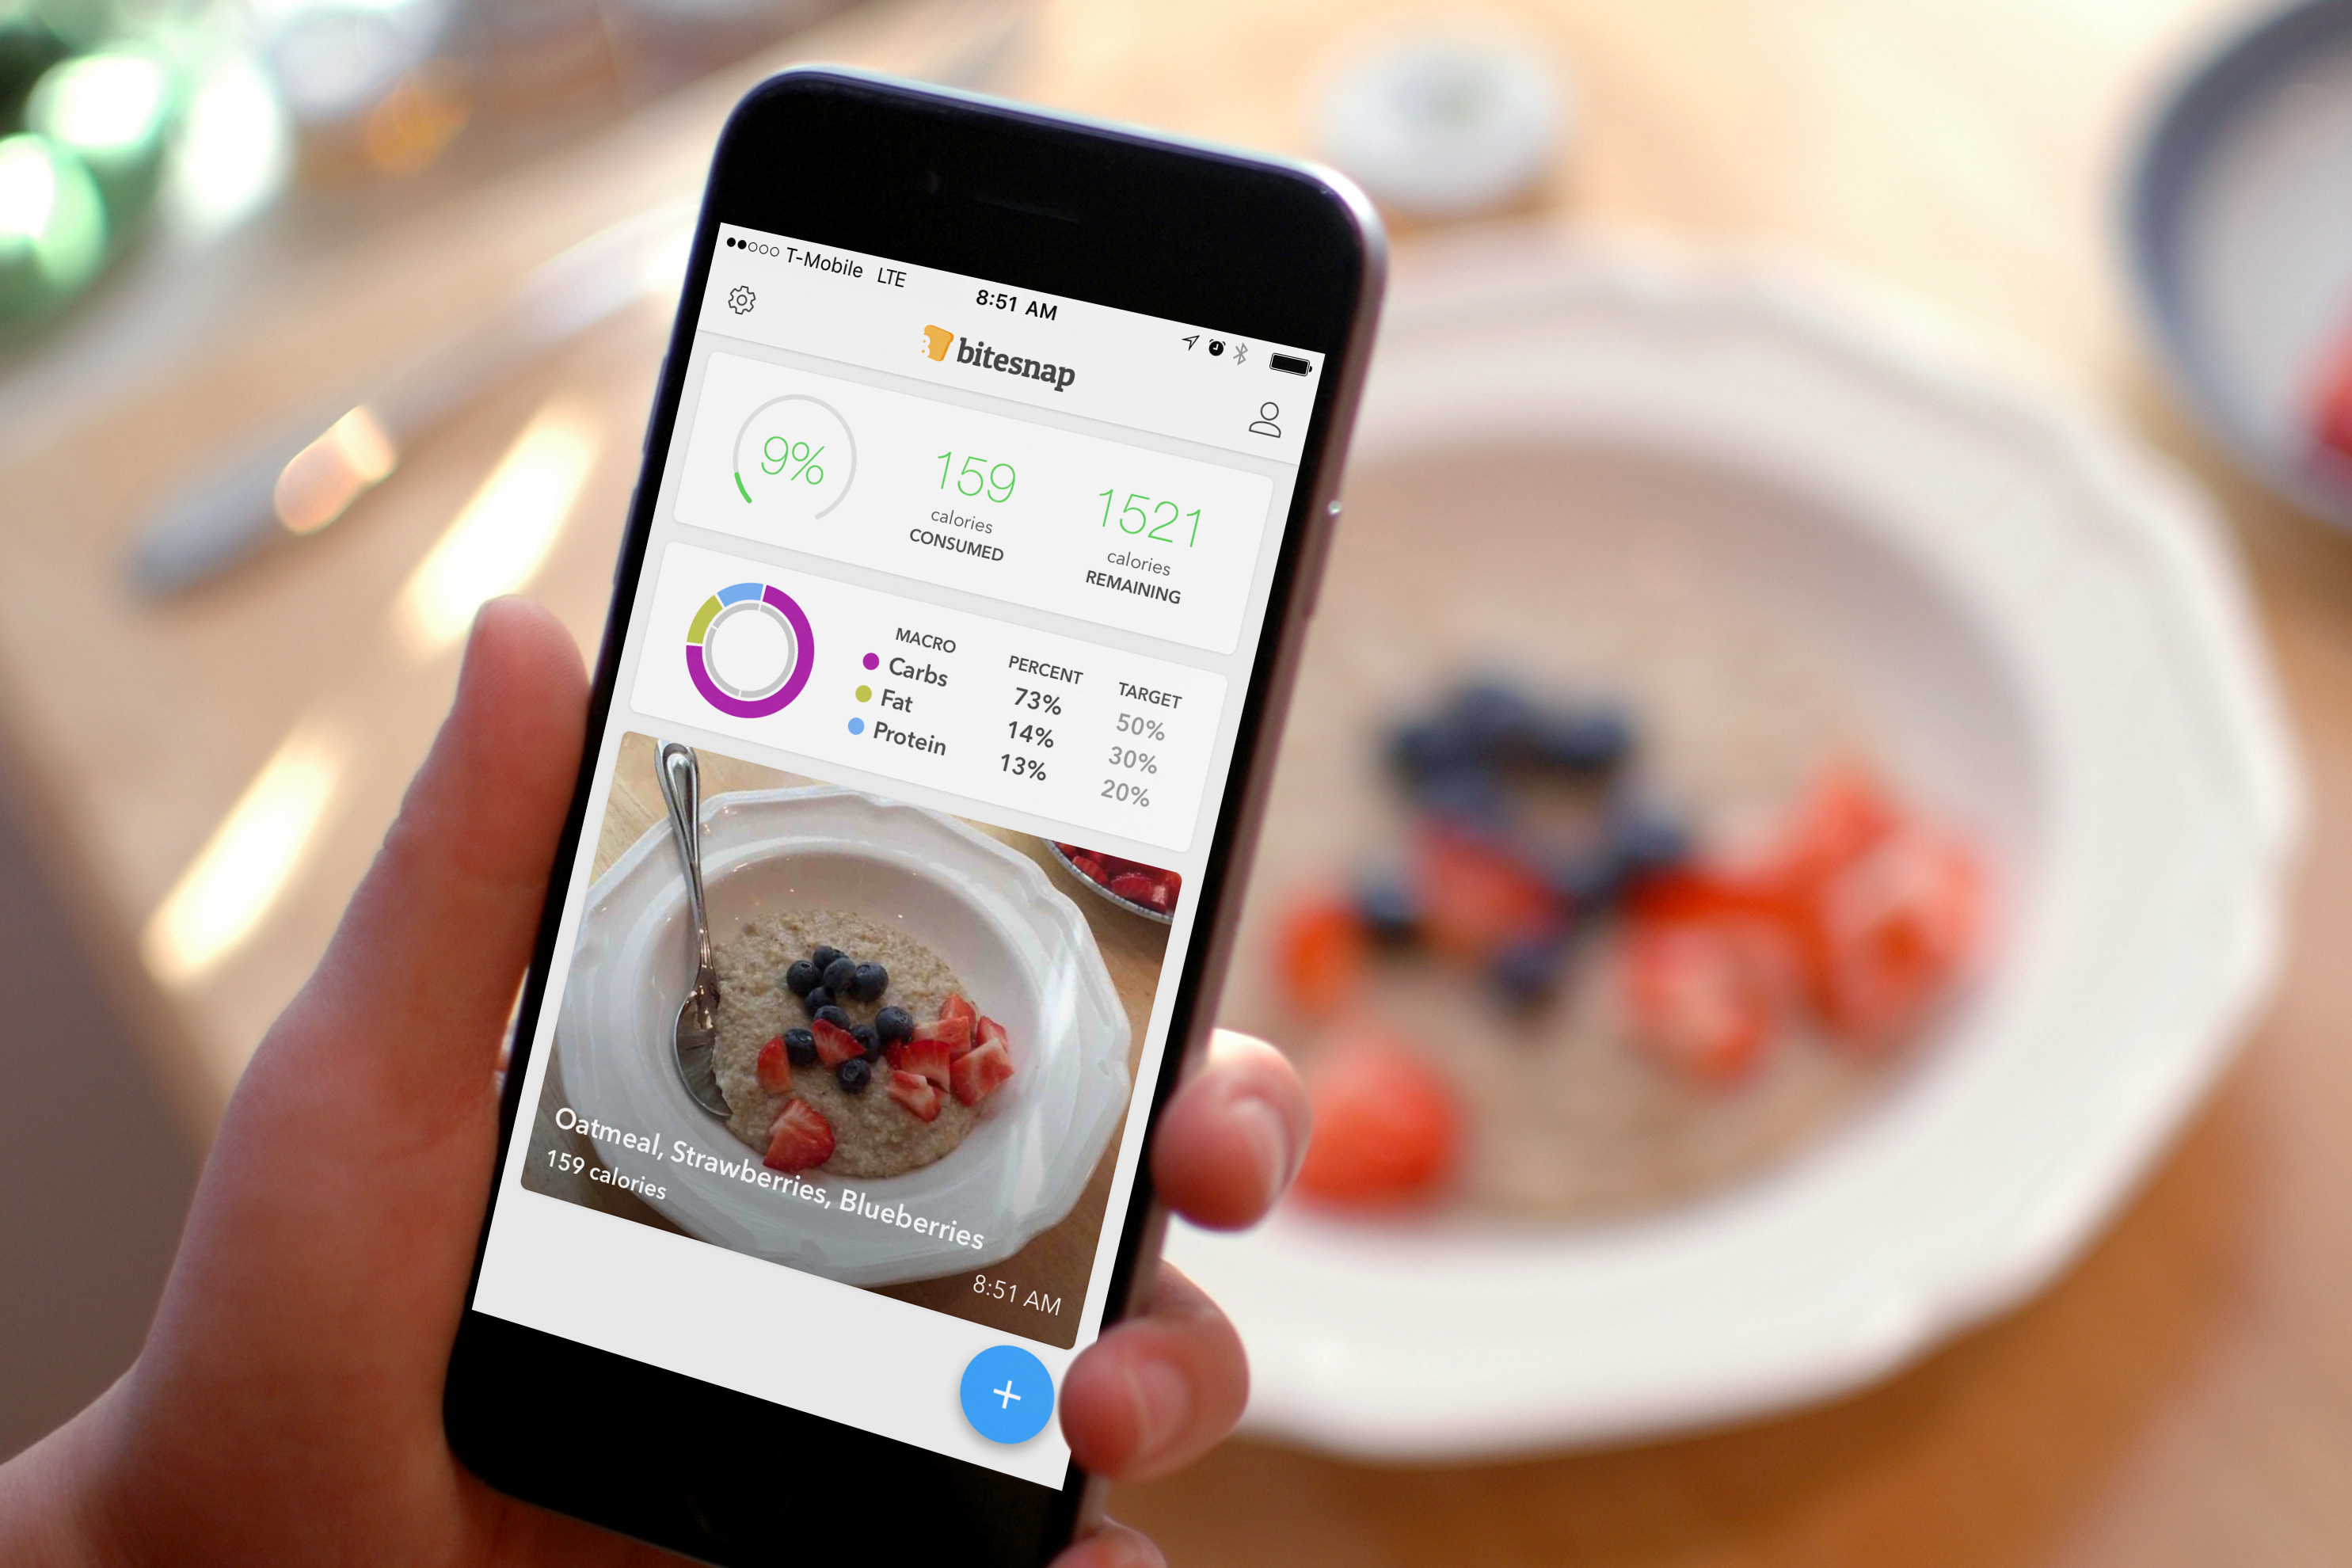 T-Mobile LTE 8:51 AM
bitesnap
9% 159 1521
calories calories
CONSUMED REMAINING
MACRO PERCENT TARGET
Carbs 73% 50%
Fat 14% 30%
Protein 13% 20%
Oatmeal, Strawberries, Blueberries
159 calories
8:51 AM
+